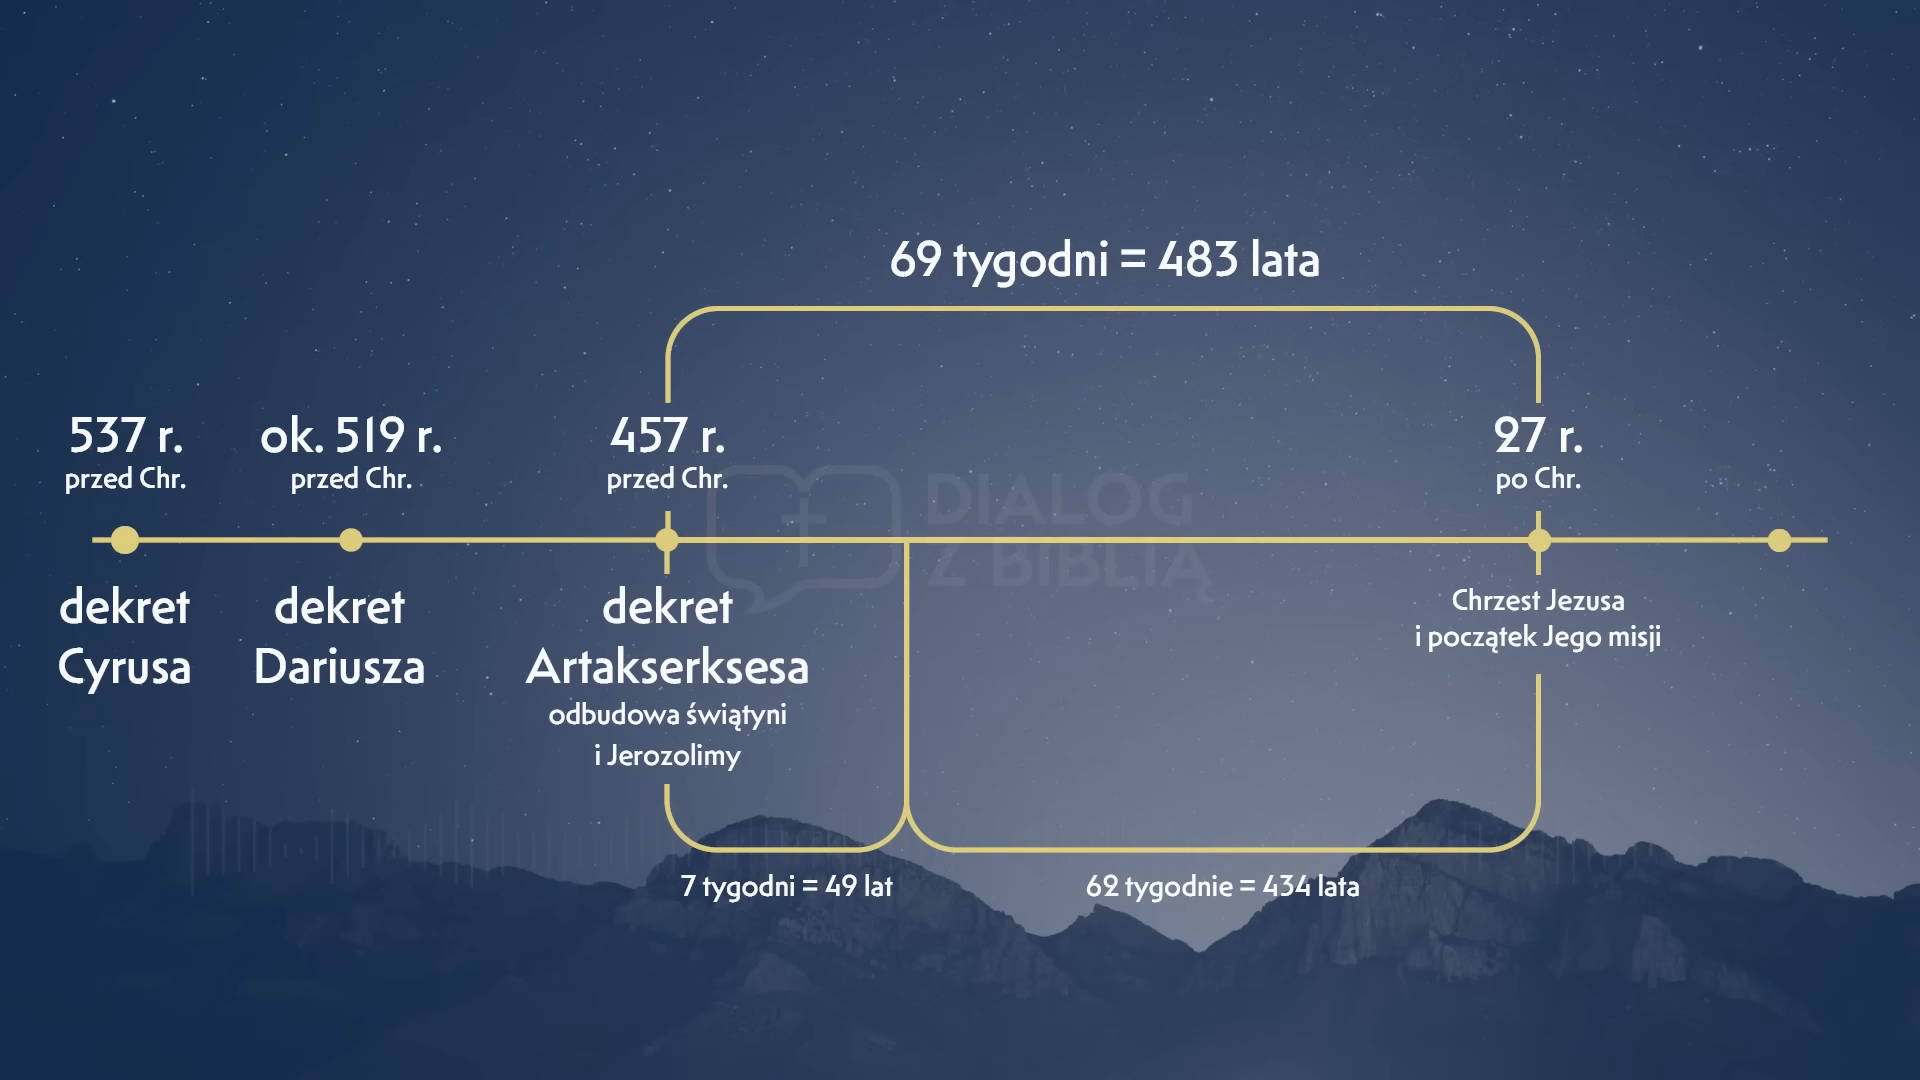 69 tygodni = 483 lata
537 r.
przed Chr.
ok. 519 r.
przed Chr.
457 r.
przed Chr.
27 r.
po Chr.
DIALOG
Z BIBLIĄ
dekret
Cyrusa
dekret
Dariusza
dekret
Artakserksesa
odbudowa świątyni
i Jerozolimy
Chrzest Jezusa
i początek Jego misji
7 tygodni = 49 lat
62 tygodnie = 434 lata